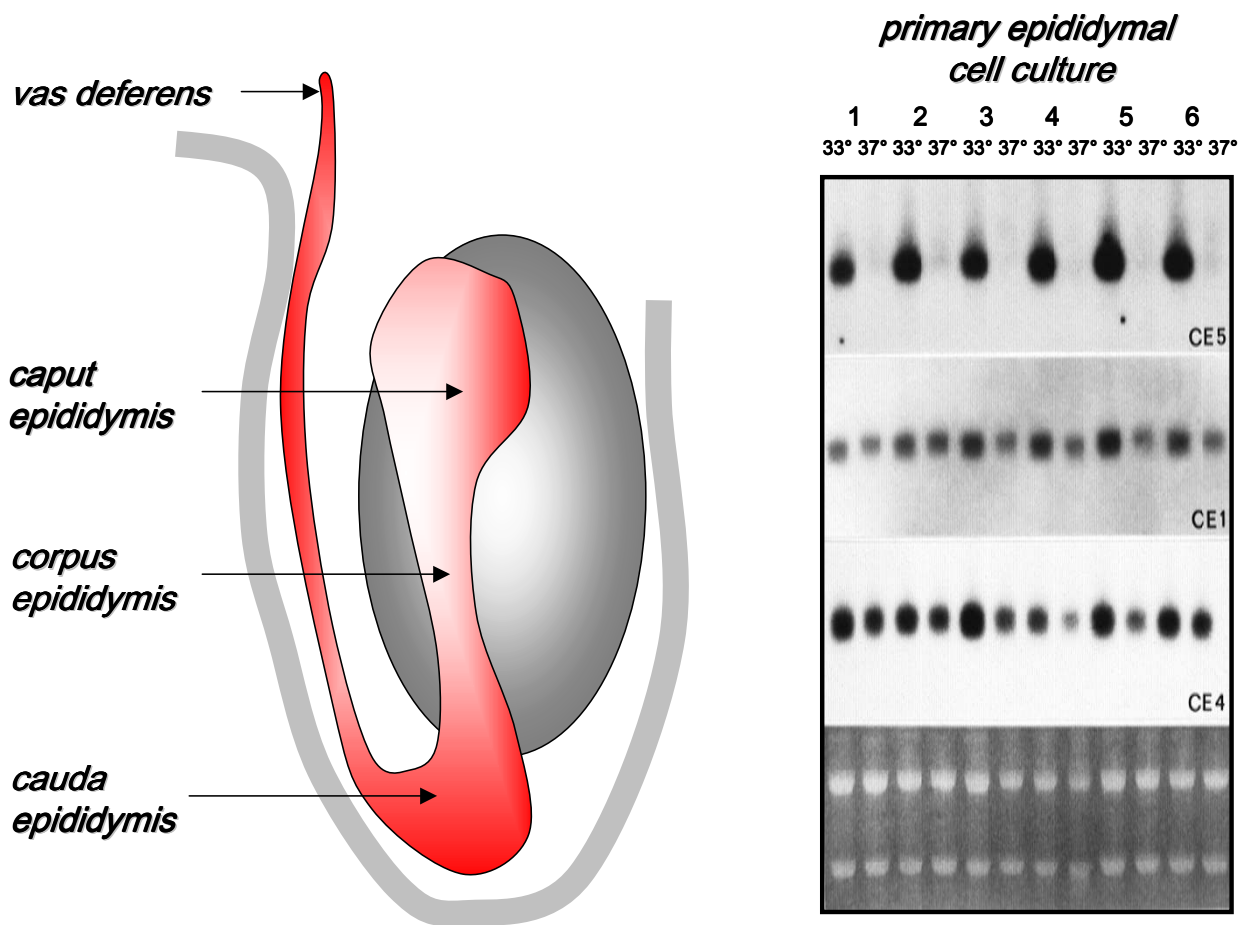 vas deferens
caput
epididymis
corpus
epididymis
cauda
epididymis
primary epididymal
cell culture
1 2 3 4 5 6
33° 37° 33° 37° 33° 37° 33° 37° 33° 37° 33° 37°
CE5
CE1
CE4